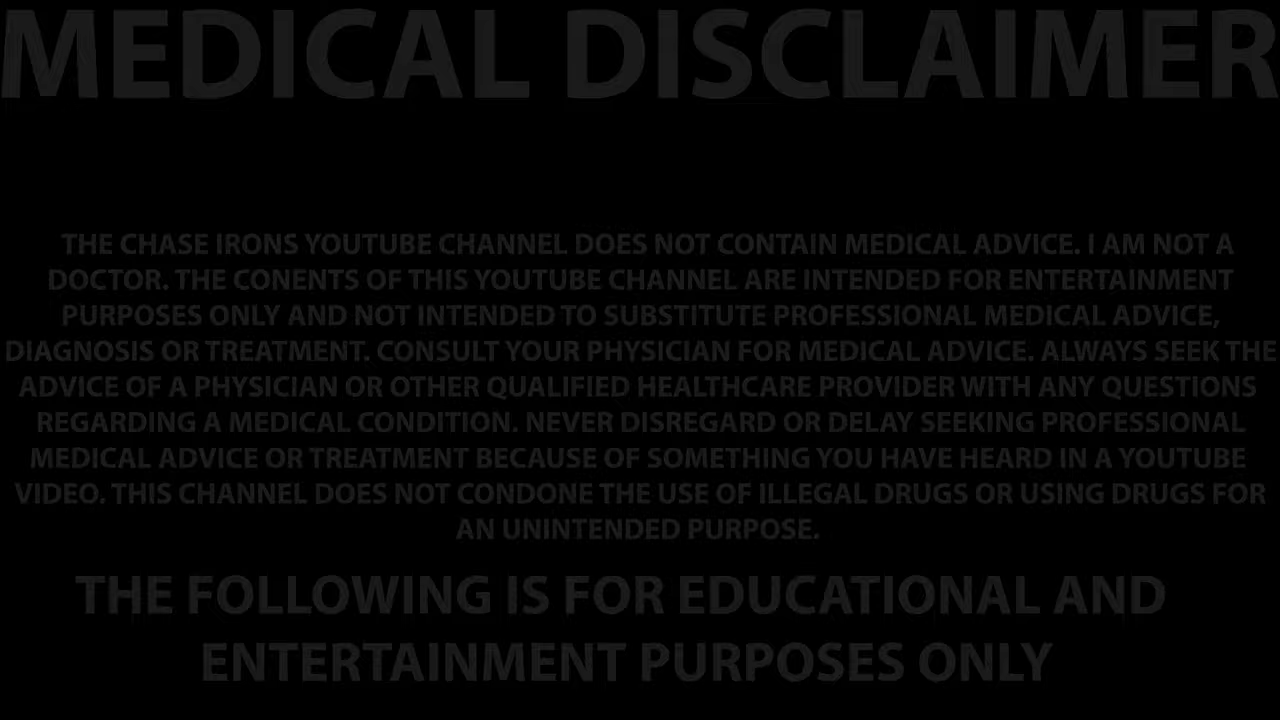 MEDICAL DISCLAIMER
THE CHASE IRONS YOUTUBE CHANNEL DOES NOT CONTAIN MEDICAL ADVICE. I AM NOT A
DOCTOR. THE CONENTS OF THIS YOUTUBE CHANNEL ARE INTENDED FOR ENTERTAINMENT
PURPOSES ONLY AND NOT INTENDED TO SUBSTITUTE PROFESSIONAL MEDICAL ADVICE,
DIAGNOSIS OR TREATMENT. CONSULT YOUR PHYSICIAN FOR MEDICAL ADVICE. ALWAYS SEEK THE
ADVICE OF A PHYSICIAN OR OTHER QUALIFIED HEALTHCARE PROVIDER WITH ANY QUESTIONS
REGARDING A MEDICAL CONDITION. NEVER DISREGARD OR DELAY SEEKING PROFESSIONAL
MEDICAL ADVICE OR TREATMENT BECAUSE OF SOMETHING YOU HAVE HEARD IN A YOUTUBE
VIDEO. THIS CHANNEL DOES NOT CONDONE THE USE OF ILLEGAL DRUGS OR USING DRUGS FOR
AN UNINTENDED PURPOSE.
THE FOLLOWING IS FOR EDUCATIONAL AND
ENTERTAINMENT PURPOSES ONLY